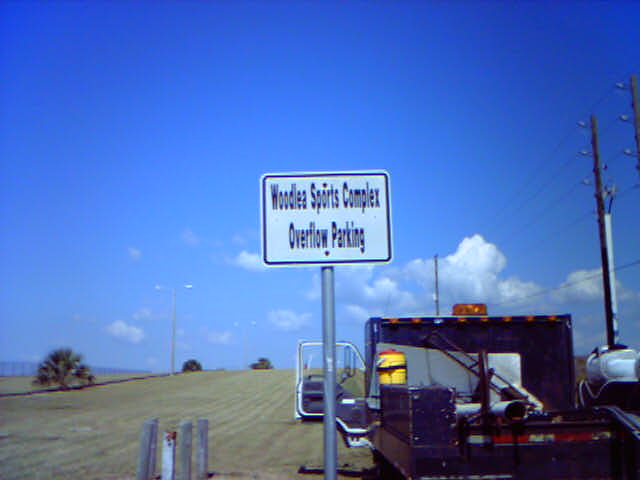 Woodlea Sports Complex
Overflow Parking